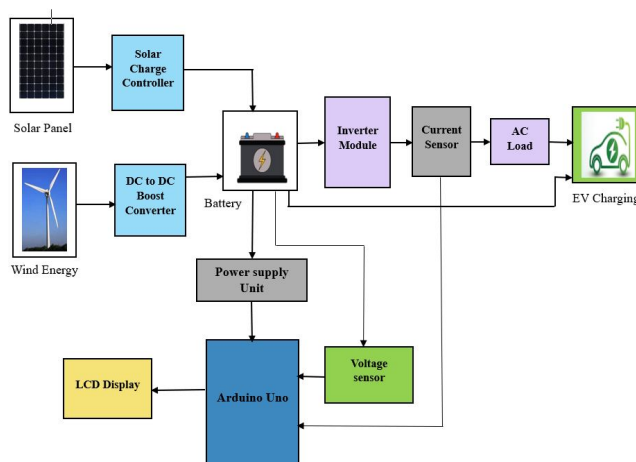 Solar Panel
Solar
Charge
Controller
Wind Energy
DC to DC
Boost
Converter
Battery
Inverter
Module
Current
Sensor
AC
Load
EV Charging
Power supply
Unit
LCD Display
Arduino Uno
Voltage
sensor